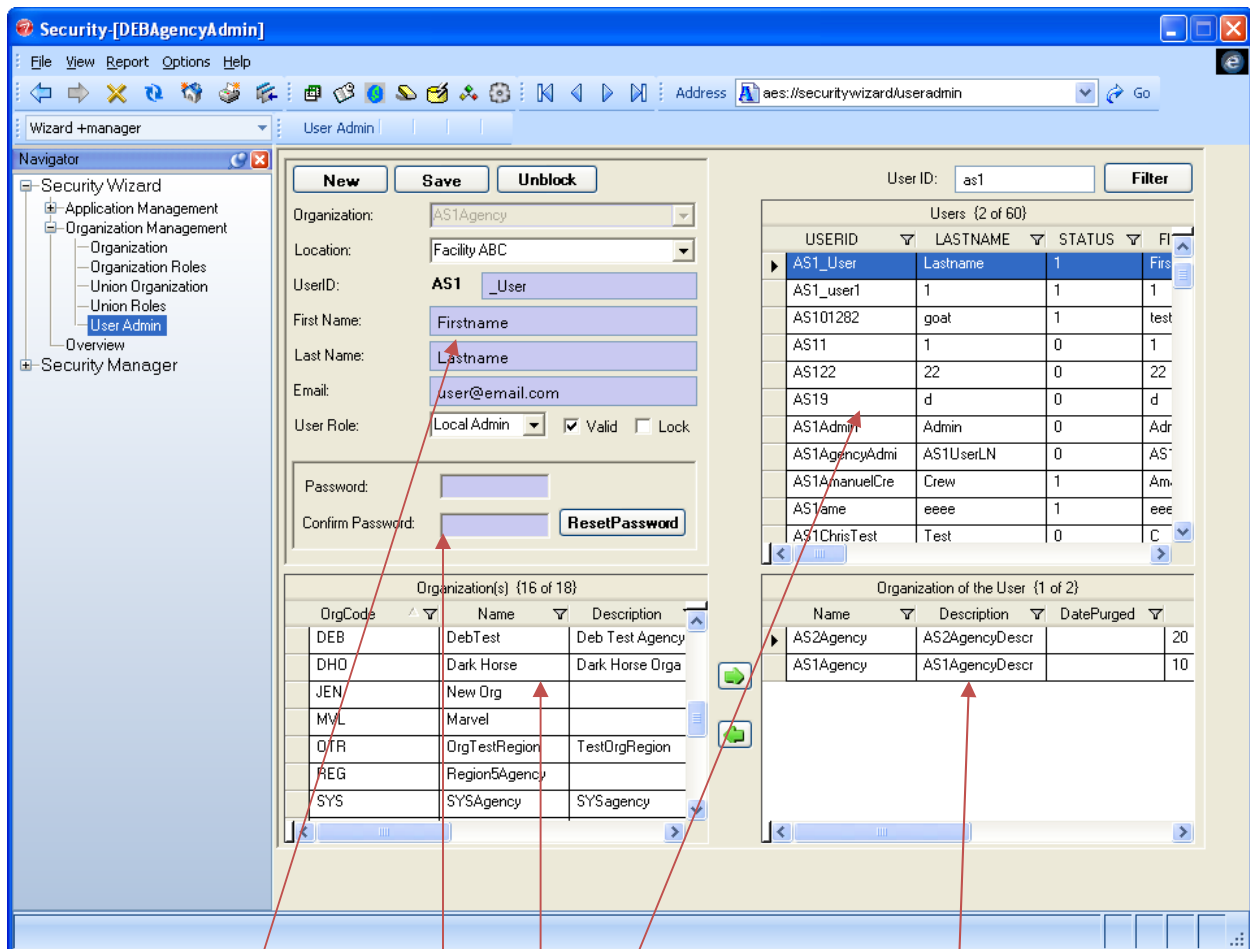 Security-[DEBAgencyAdmin]
File View Report Options Help
Address aes://securitywizard/useradmin Go
Wizard +manager User Admin
Navigator
Security Wizard
Application Management
Organization Management
Organization
Organization Roles
Union Organization
Union Roles
User Admin
Overview
Security Manager
New Save Unblock
Organization: AS1Agency
Location: Facility ABC
UserID: AS1 _User
First Name: Firstname
Last Name: Lastname
Email: user@email.com
User Role: Local Admin Valid Lock
Password:
Confirm Password: ResetPassword
User ID: as1 Filter
Users {2 of 60}
USERID LASTNAME STATUS FI
AS1_User Lastname 1 Firs
AS1_user1 1 1 1
AS101282 goat 1 test
AS11 1 0 1
AS122 22 0 22
AS19 d 0 d
AS1Admin Admin 0 Adr
AS1AgencyAdmi AS1UserLN 0 AS
AS1AmanuelCre Crew 1 Am
AS1ame eeee 1 eee
AS1ChrisTest Test 0 C
Organization(s) {16 of 18}
OrgCode Name Description
DEB DebTest Deb Test Agency
DHO Dark Horse Dark Horse Orga
JEN New Org
MVL Marvel
OTR OrgTestRegion TestOrgRegion
REG Region5Agency
SYS SYSAgency SYSagency
Organization of the User {1 of 2}
Name Description DatePurged
AS2Agency AS2AgencyDescr 20
AS1Agency AS1AgencyDescr 10